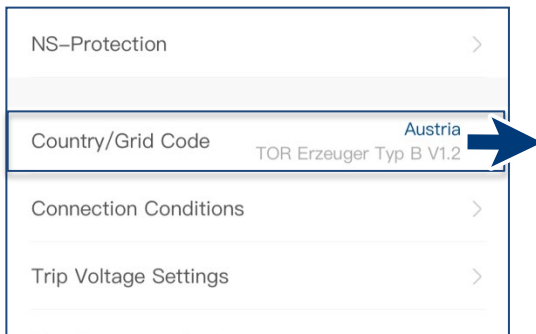 NS-Protection
Country/Grid Code
Austria
TOR Erzeuger Typ B V1.2
Connection Conditions
Trip Voltage Settings